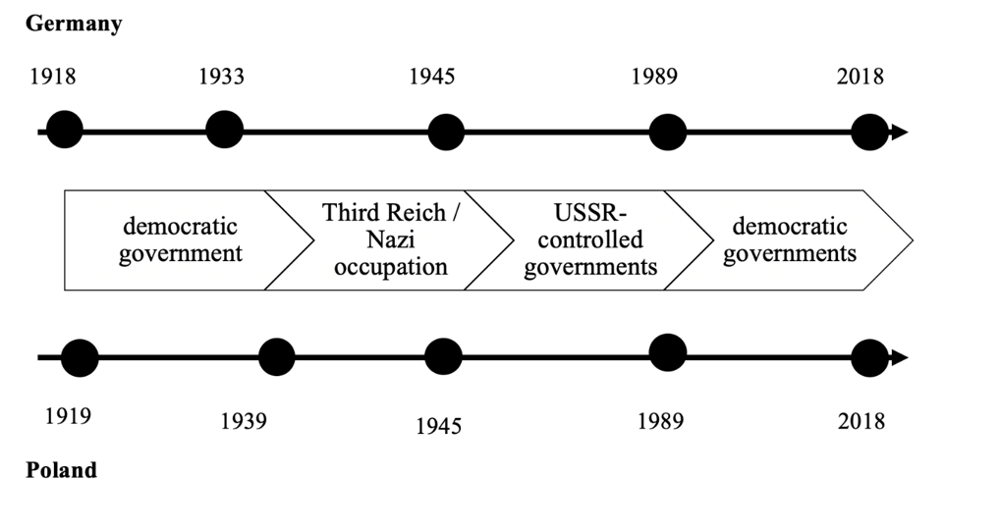 Germany
1918 1933 1945 1989 2018
democratic
government
Third Reich /
Nazi
occupation
USSR-
controlled
governments
democratic
governments
1919 1939 1945 1989 2018
Poland